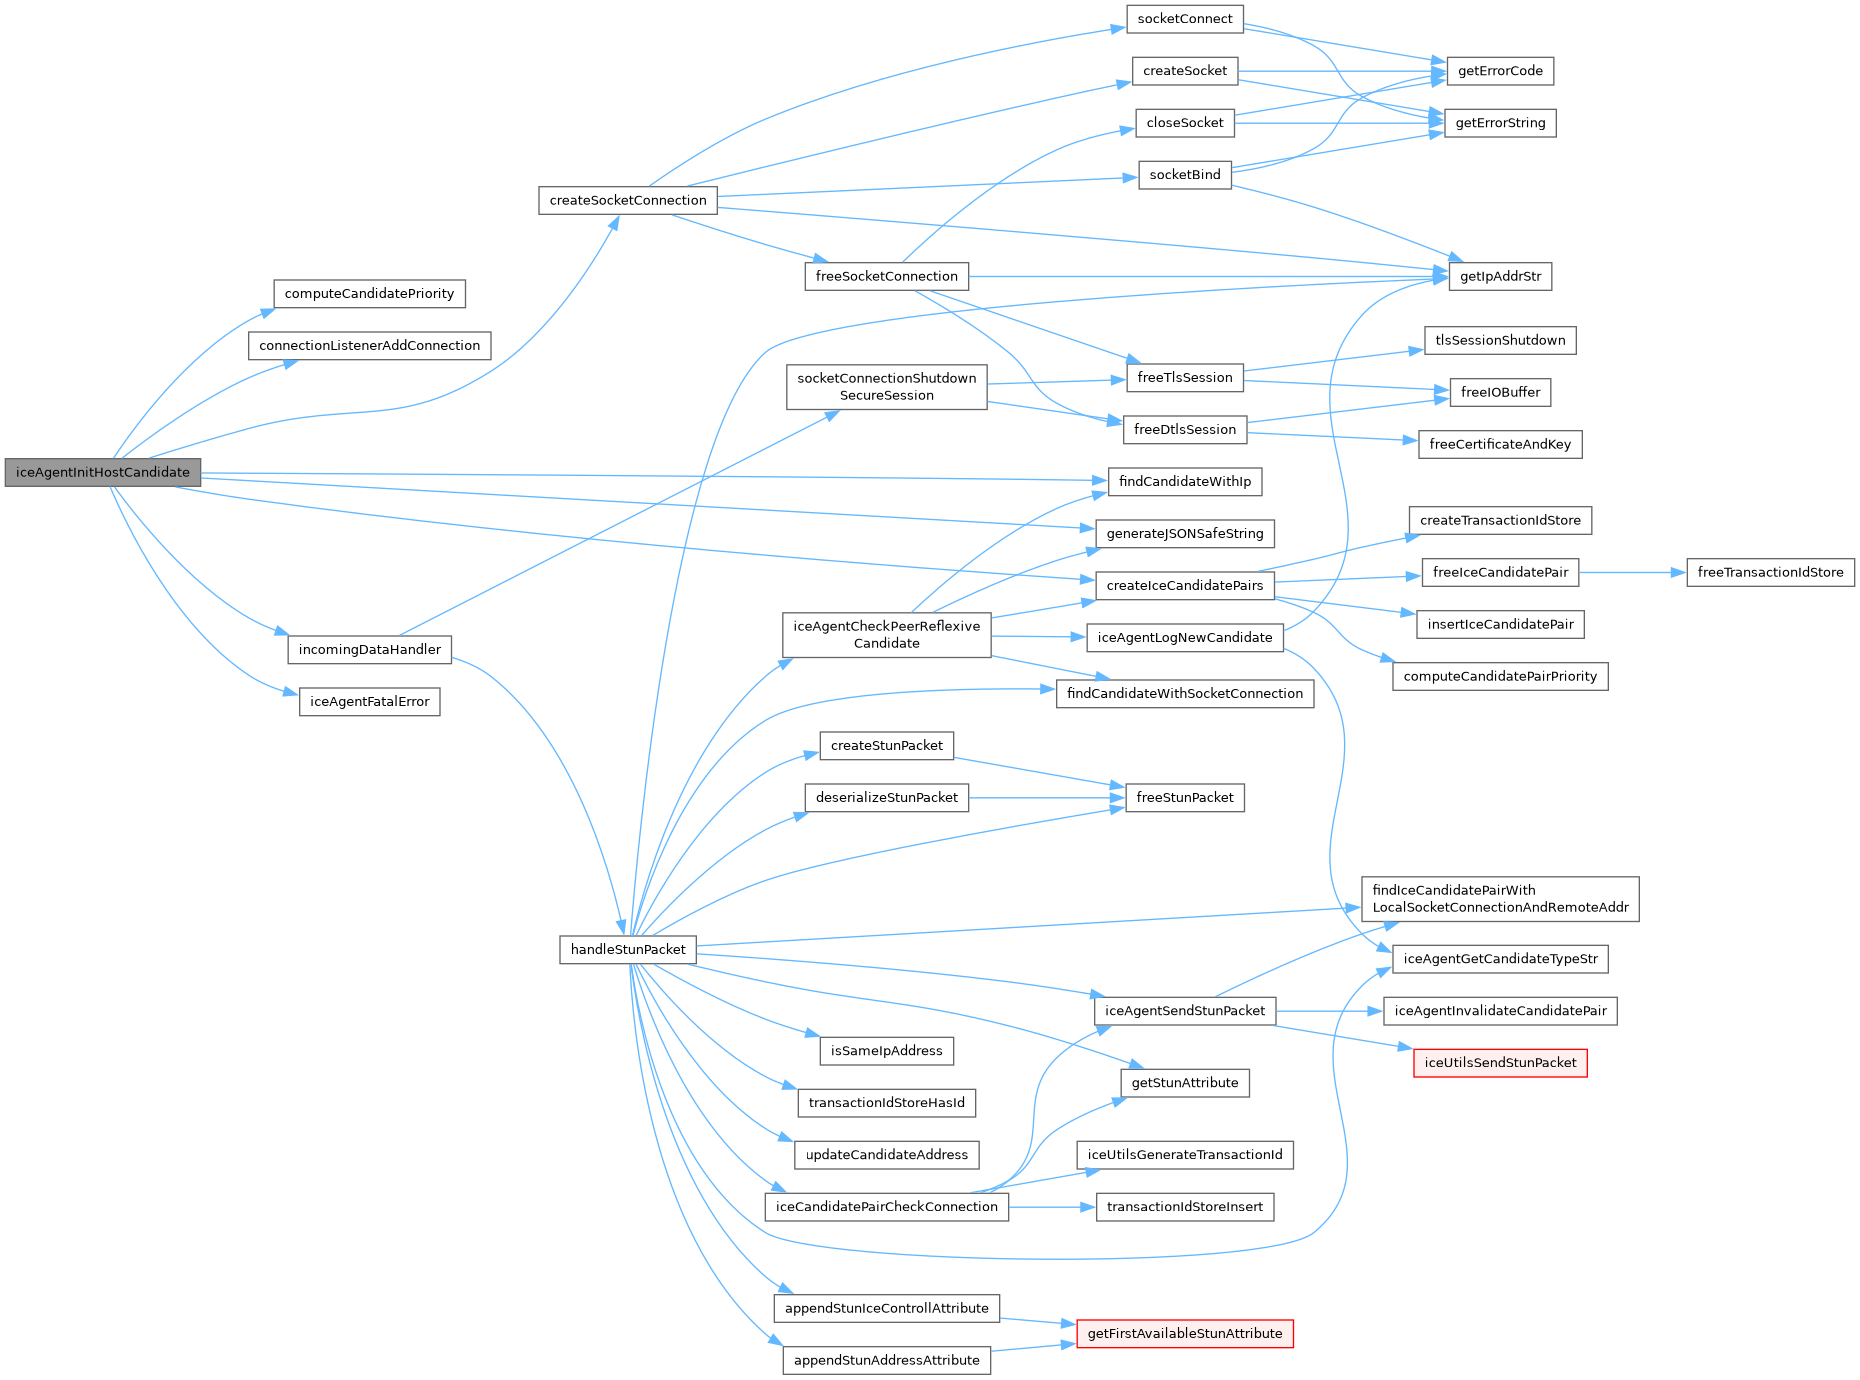 iceAgentInitHostCandidate
computeCandidatePriority
connectionListenerAddConnection
createSocketConnection
incomingDataHandler
iceAgentFatalError
socketConnect
createSocket
closeSocket
socketBind
getErrorCode
getErrorString
freeSocketConnection
getIpAddrStr
socketConnectionShutdown
SecureSession
freeTlsSession
freeDtlsSession
tlsSessionShutdown
freeIOBuffer
freeCertificateAndKey
findCandidateWithIp
generateJSONSafeString
createIceCandidatePairs
createTransactionIdStore
freeIceCandidatePair
freeTransactionIdStore
insertIceCandidatePair
computeCandidatePairPriority
iceAgentCheckPeerReflexive
Candidate
iceAgentLogNewCandidate
findCandidateWithSocketConnection
createStunPacket
deserializeStunPacket
freeStunPacket
handleStunPacket
findIceCandidatePairWith
LocalSocketConnectionAndRemoteAddr
iceAgentGetCandidateTypeStr
iceAgentSendStunPacket
iceAgentInvalidateCandidatePair
iceUtilsSendStunPacket
isSameIpAddress
getStunAttribute
transactionIdStoreHasId
updateCandidateAddress
iceUtilsGenerateTransactionId
iceCandidatePairCheckConnection
transactionIdStoreInsert
appendStunIceControllAttribute
getFirstAvailableStunAttribute
appendStunAddressAttribute